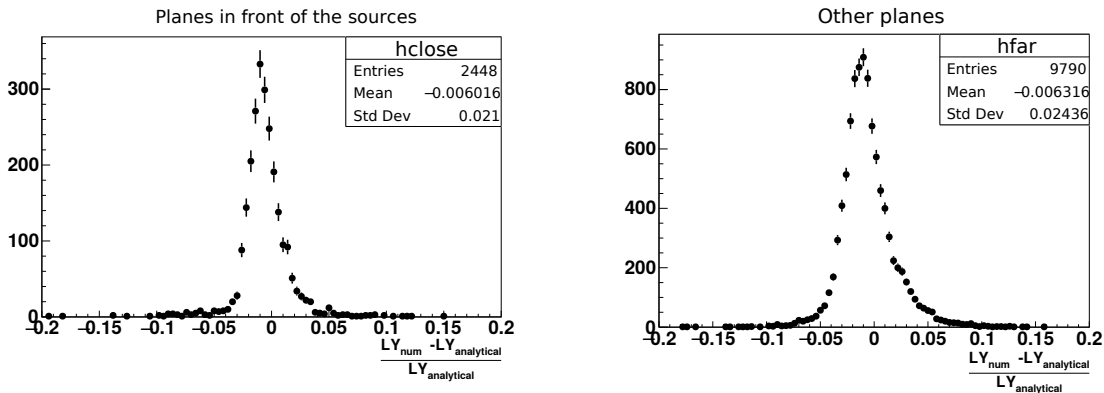 Planes in front of the sources
hclose
Entries 2448
Mean −0.006016
Std Dev 0.021
300
200
100
0
−0.2 −0.15 −0.1 −0.05 0 0.05 0.1 0.15 0.2
LYnum -LYanalytical
LYanalytical
Other planes
hfar
Entries 9790
Mean −0.006316
Std Dev 0.02436
800
600
400
200
0
−0.2 −0.15 −0.1 −0.05 0 0.05 0.1 0.15 0.2
LYnum -LYanalytical
LYanalytical